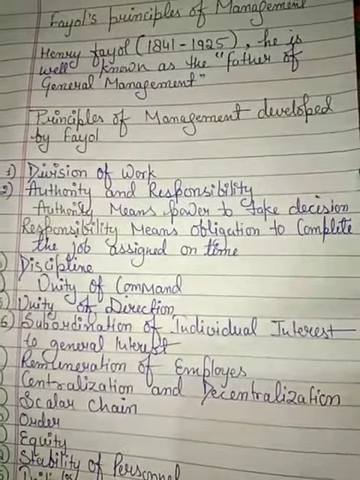 Fayol's principles of Management
Henry fayol (1841-1925), he is
well known as the "father of
General Management"
Principles of Management developed
by Fayol
1) Division of Work
2) Authority and Responsibility
Authority Means power to take decision
Responsibility Means obligation to complete
the job assigned on time
Discipline
Unity of Command
Unity of Direction
6) Subordination of Individual Interest
to general Interest
Remuneration of Employes
Centralization and Decentralization
Scalar Chain
Order
Equity
Stability of Personnel